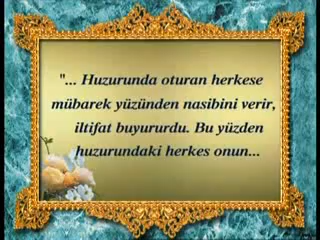 "... Huzurunda oturan herkese
mübarek yüzünden nasibini verir,
iltifat buyururdu. Bu yüzden
huzurundaki herkes onun...